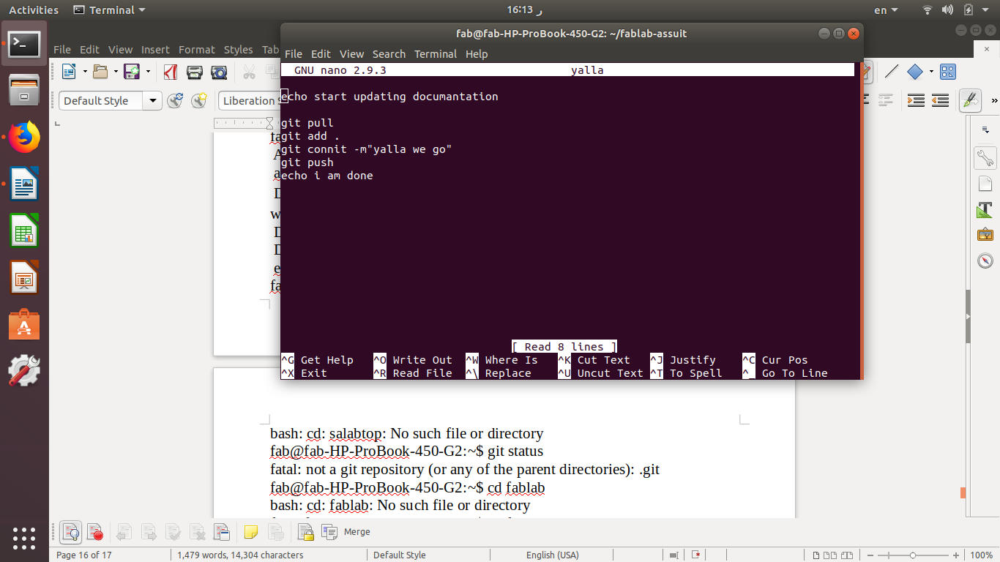 Activities Terminal 16:13 ر en
fab@fab-HP-ProBook-450-G2: ~/fablab-assuit
File Edit View Insert Format Styles Tab
File Edit View Search Terminal Help
GNU nano 2.9.3 yalla
Default Style Liberation S
echo start updating documantation
git pull
git add .
git connit -m"yalla we go"
git push
echo i am done
[ Read 8 lines ]
^G Get Help ^O Write Out ^W Where Is ^K Cut Text ^J Justify ^C Cur Pos
^X Exit ^R Read File ^\ Replace ^U Uncut Text ^T To Spell ^_ Go To Line
bash: cd: salabtop: No such file or directory
fab@fab-HP-ProBook-450-G2:~$ git status
fatal: not a git repository (or any of the parent directories): .git
fab@fab-HP-ProBook-450-G2:~$ cd fablab
bash: cd: fablab: No such file or directory
Merge
Page 16 of 17 1,479 words, 14,304 characters Default Style English (USA) 100%